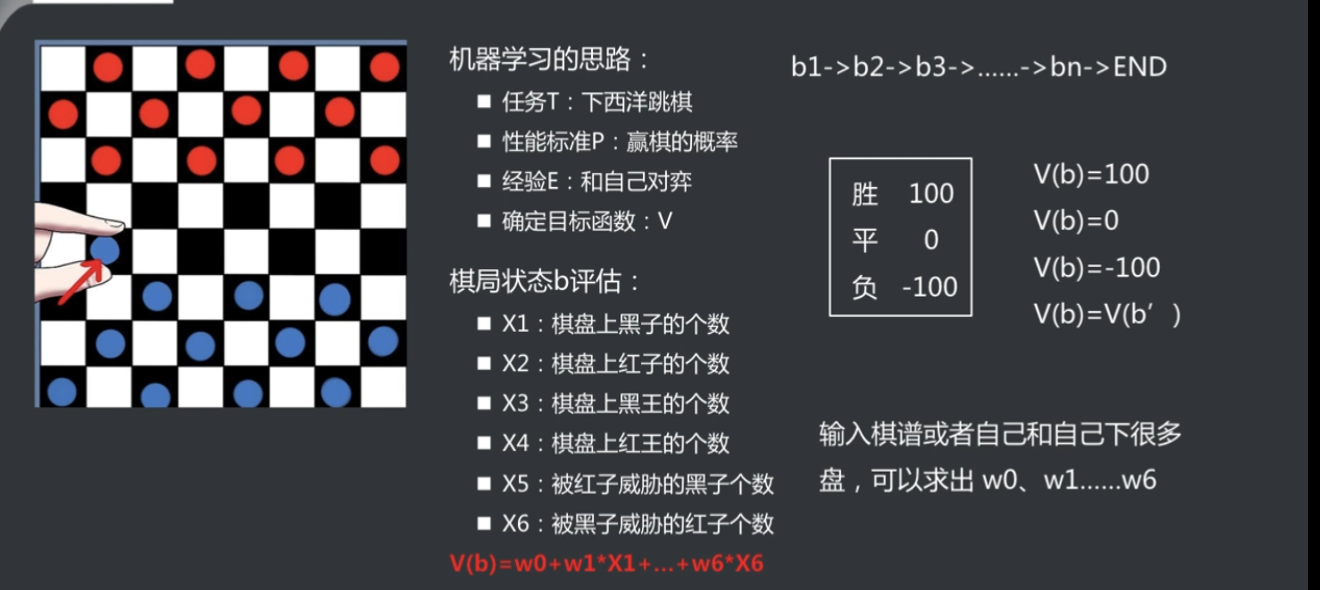 机器学习的思路：
任务T：下西洋跳棋
性能标准P：赢棋的概率
经验E：和自己对弈
确定目标函数：V
棋局状态b评估：
X1：棋盘上黑子的个数
X2：棋盘上红子的个数
X3：棋盘上黑王的个数
X4：棋盘上红王的个数
X5：被红子威胁的黑子个数
X6：被黑子威胁的红子个数
V(b)=w0+w1*X1+...+w6*X6
b1->b2->b3->......->bn->END
胜 100
平 0
负 -100
V(b)=100
V(b)=0
V(b)=-100
V(b)=V(b′ )
输入棋谱或者自己和自己下很多
盘，可以求出 w0、w1......w6